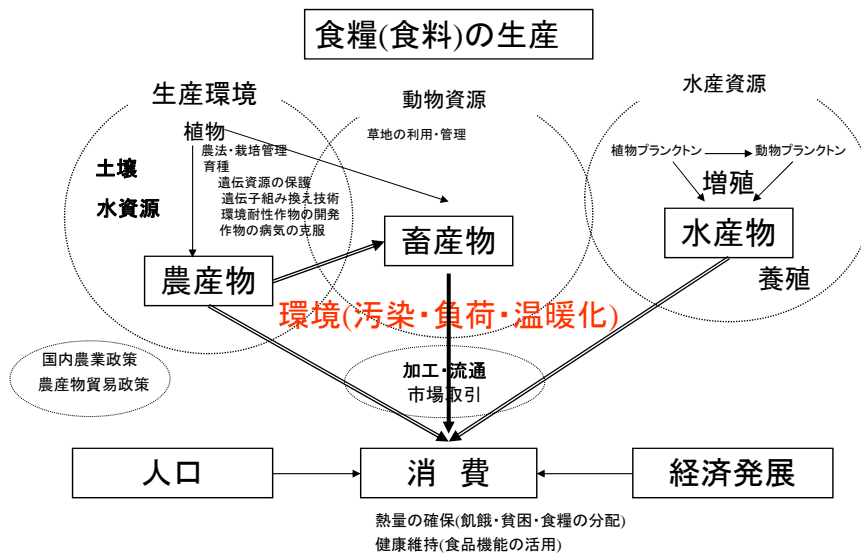 食糧(食料)の生産
生産環境
動物資源
水産資源
植物
農法・栽培管理
育種
遺伝資源の保護
遺伝子組み換え技術
環境耐性作物の開発
作物の病気の克服
土壌
水資源
草地の利用・管理
植物プランクトン
動物プランクトン
増殖
農産物
畜産物
水産物
養殖
環境(汚染・負荷・温暖化)
国内農業政策
農産物貿易政策
加工・流通
市場取引
人口
消 費
経済発展
熱量の確保(飢餓・貧困・食糧の分配)
健康維持(食品機能の活用)